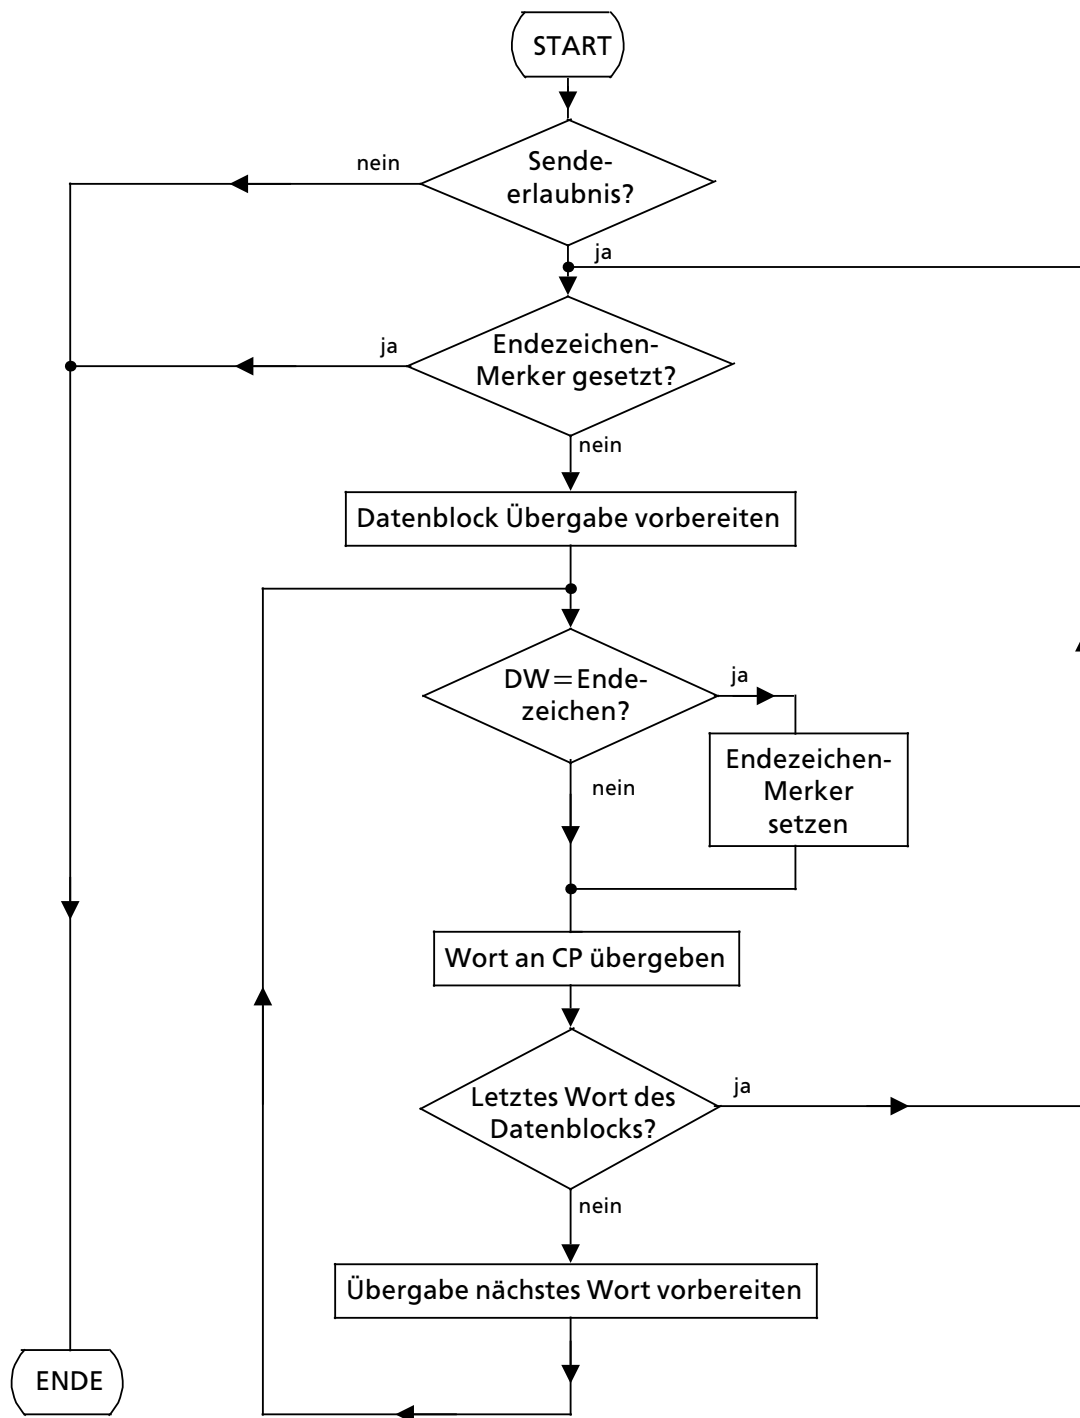 START
nein
Sende-
erlaubnis?
ja
ja
Endezeichen-
Merker gesetzt?
nein
Datenblock Übergabe vorbereiten
DW=Ende-
zeichen?
ja
nein
Endezeichen-
Merker
setzen
Wort an CP übergeben
Letztes Wort des
Datenblocks?
ja
nein
Übergabe nächstes Wort vorbereiten
ENDE